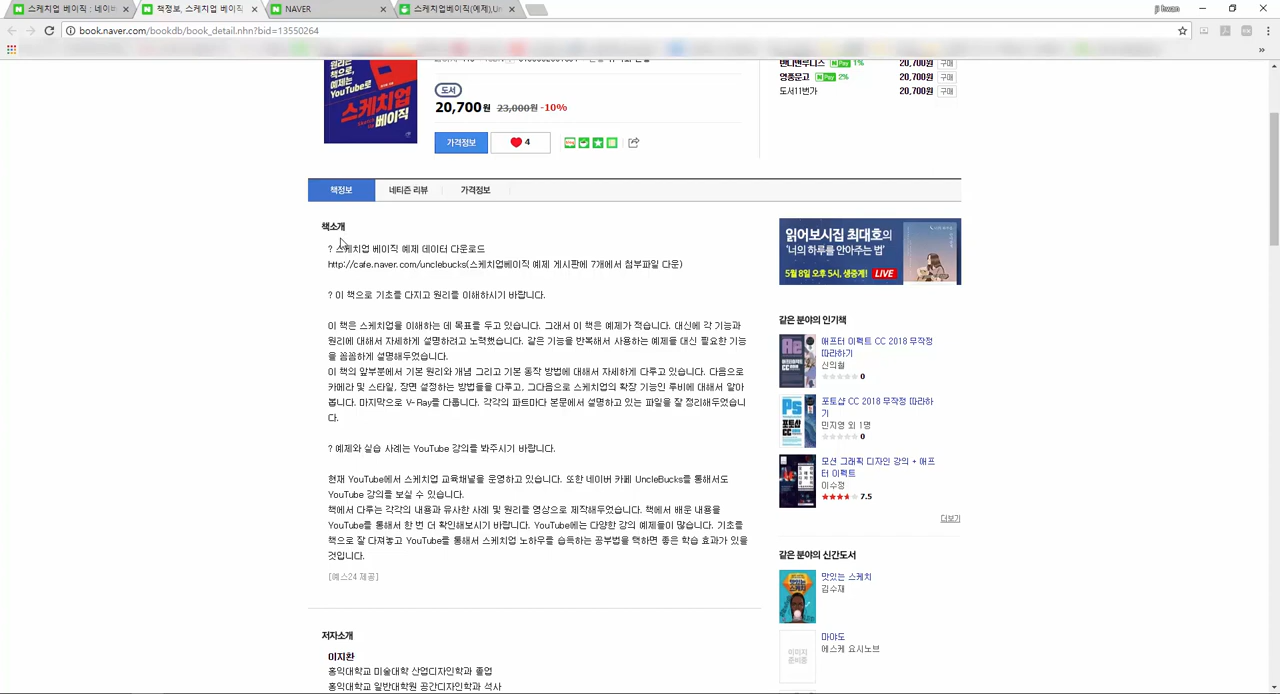 스케치업 베이직 : 네이버
책정보, 스케치업 베이직
NAVER
스케치업베이직(예제),Un
ji hwan
book.naver.com/bookdb/book_detail.nhn?bid=13550264
원리는
책으로,
예제는
YouTube로
스케치업
베이직
도서
20,700원 23,000원 -10%
가격정보
4
반디앤루니스 N Pay 1% 20,700원 구매
영풍문고 N Pay 2% 20,700원 구매
도서11번가 20,700원 구매
책정보 네티즌 리뷰 가격정보
책소개
? 스케치업 베이직 예제 데이터 다운로드
http://cafe.naver.com/unclebucks(스케치업베이직 예제 게시판에 7개에서 첨부파일 다운)
? 이 책으로 기초를 다지고 원리를 이해하시기 바랍니다.
이 책은 스케치업을 이해하는 데 목표를 두고 있습니다. 그래서 이 책은 예제가 적습니다. 대신에 각 기능과
원리에 대해서 자세하게 설명하려고 노력했습니다. 같은 기능을 반복해서 사용하는 예제를 대신 필요한 기능
을 꼼꼼하게 설명해두었습니다.
이 책의 앞부분에서 기본 원리와 개념 그리고 기본 동작 방법에 대해서 자세하게 다루고 있습니다. 다음으로
카메라 및 스타일, 장면 설정하는 방법들을 다루고, 그다음으로 스케치업의 확장 기능인 루비에 대해서 알아
봅니다. 마지막으로 V-Ray를 다룹니다. 각각의 파트마다 본문에서 설명하고 있는 파일을 잘 정리해두었습니
다.
? 예제와 실습 사례는 YouTube 강의를 봐주시기 바랍니다.
현재 YouTube에서 스케치업 교육채널을 운영하고 있습니다. 또한 네이버 카페 UncleBucks를 통해서도
YouTube 강의를 보실 수 있습니다.
책에서 다루는 각각의 내용과 유사한 사례 및 원리를 영상으로 제작해두었습니다. 책에서 배운 내용을
YouTube를 통해서 한 번 더 확인해보시기 바랍니다. YouTube에는 다양한 강의 예제들이 많습니다. 기초를
책으로 잘 다져놓고 YouTube를 통해서 스케치업 노하우를 습득하는 공부법을 택하면 좋은 학습 효과가 있을
것입니다.
[예스24 제공]
저자소개
이지환
홍익대학교 미술대학 산업디자인학과 졸업
홍익대학교 일반대학원 공간디자인학과 석사
읽어보시집 최대호의
'너의 하루를 안아주는 법'
5월 8일 오후 5시, 생중계! LIVE
같은 분야의 인기책
애프터 이펙트 CC 2018 무작정
따라하기
신의철
0
포토샵 CC 2018 무작정 따라하
기
민지영 외 1명
0
모션 그래픽 디자인 강의 + 애프
터 이펙트
이수정
7.5
더보기
같은 분야의 신간도서
맛있는 스케치
김수재
마야도
에스케 요시노브
이미지
준비중